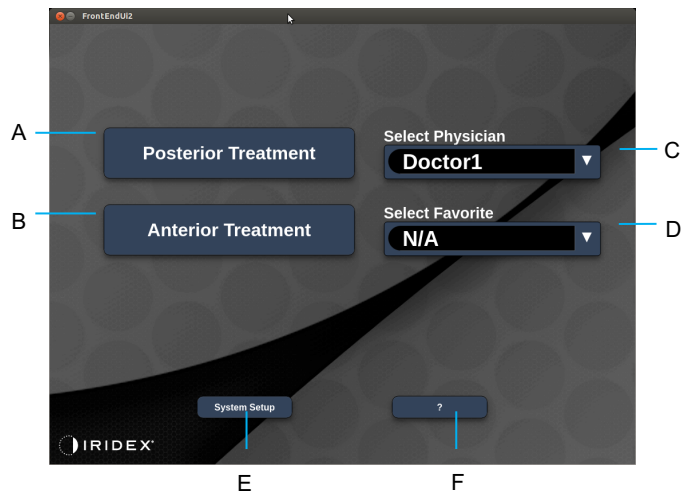 FrontEndUI2
A
Posterior Treatment
Select Physician
Doctor1
C
B
Anterior Treatment
Select Favorite
N/A
D
System Setup
?
IRIDEX
E
F